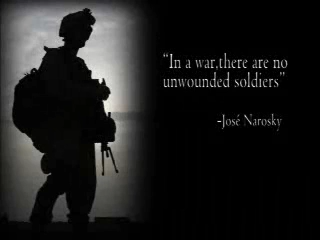 “In a war,there are no
unwounded soldiers”
-José Narosky